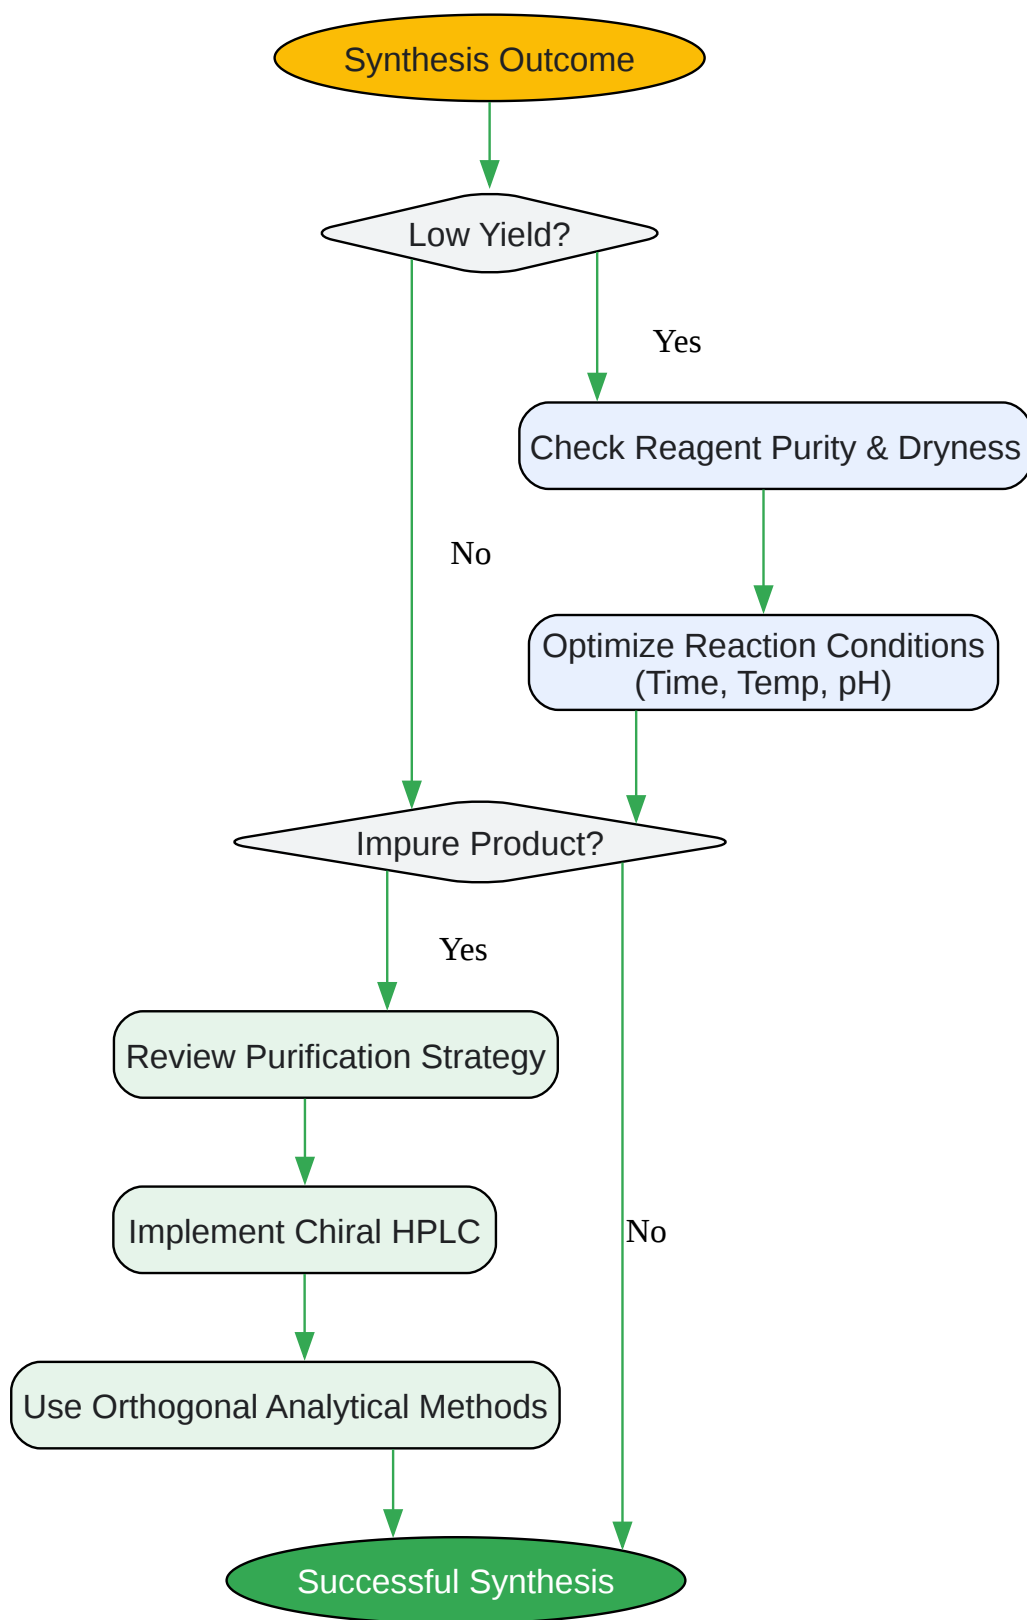 Synthesis Outcome
Low Yield?
Yes
Check Reagent Purity & Dryness
No
Optimize Reaction Conditions
(Time, Temp, pH)
Impure Product?
Yes
Review Purification Strategy
Implement Chiral HPLC
No
Use Orthogonal Analytical Methods
Successful Synthesis